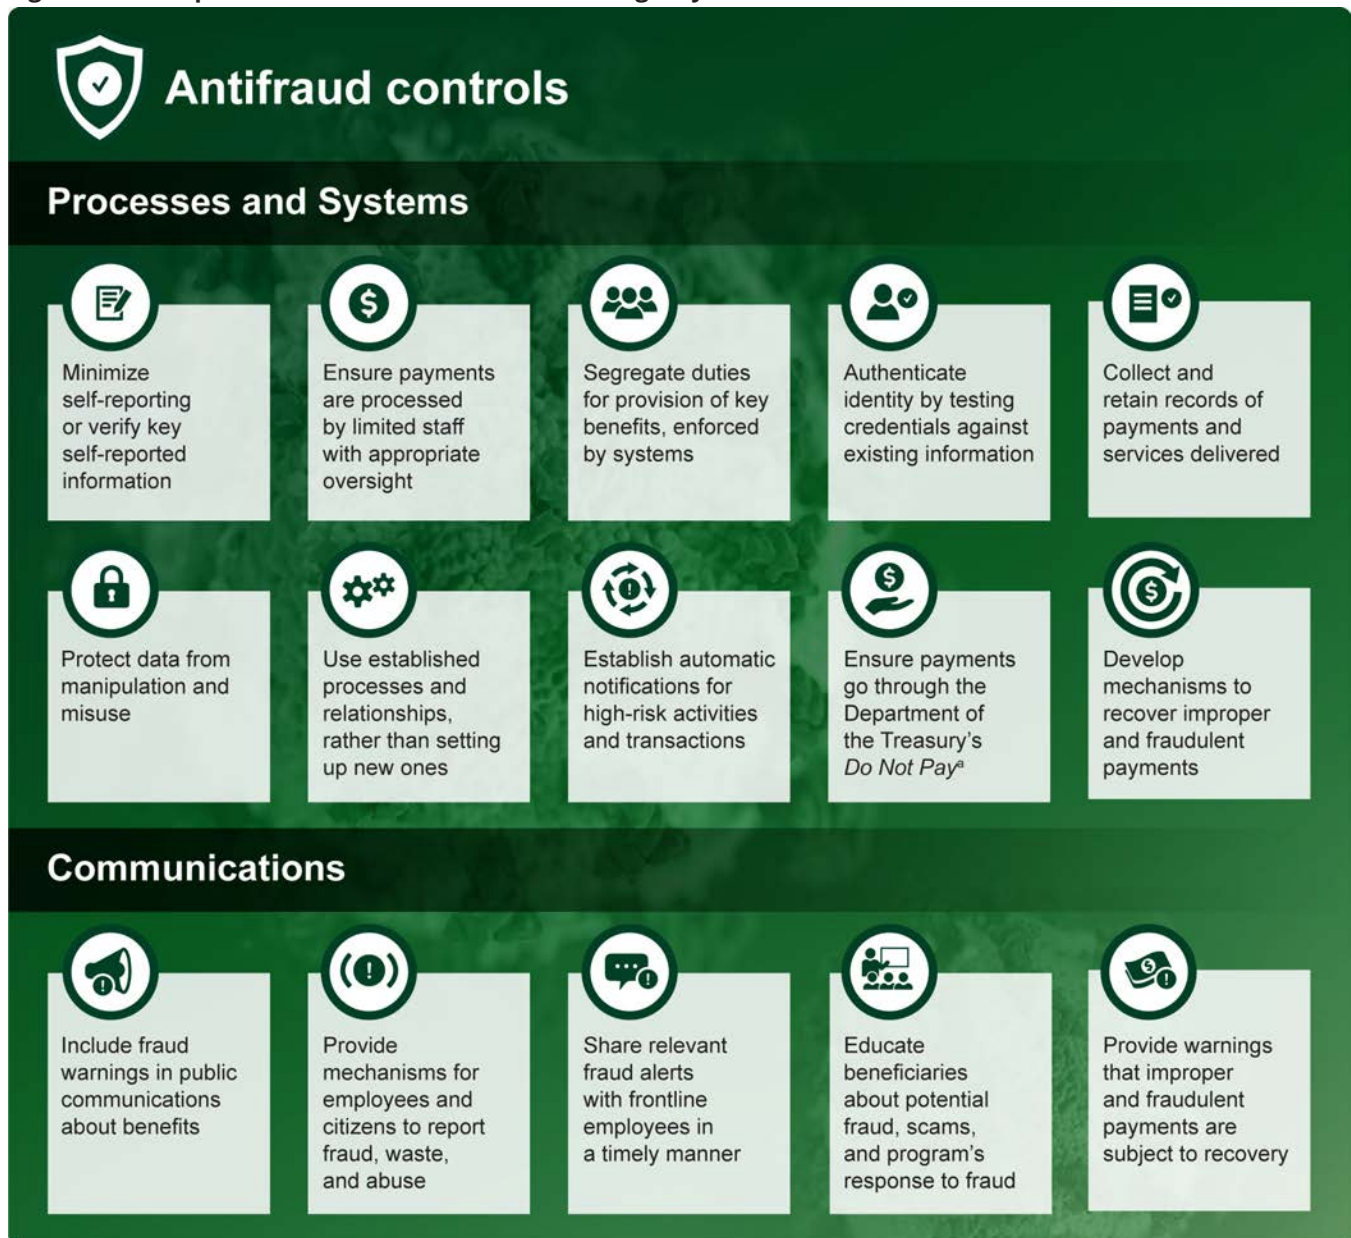 Antifraud controls
Processes and Systems
Minimize
self-reporting
or verify key
self-reported
information
Ensure payments
are processed
by limited staff
with appropriate
oversight
Segregate duties
for provision of key
benefits, enforced
by systems
Authenticate
identity by testing
credentials against
existing information
Collect and
retain records of
payments and
services delivered
Protect data from
manipulation and
misuse
Use established
processes and
relationships,
rather than setting
up new ones
Establish automatic
notifications for
high-risk activities
and transactions
Ensure payments
go through the
Department of
the Treasury’s
Do Not Payᵃ
Develop
mechanisms to
recover improper
and fraudulent
payments
Communications
Include fraud
warnings in public
communications
about benefits
Provide
mechanisms for
employees and
citizens to report
fraud, waste,
and abuse
Share relevant
fraud alerts
with frontline
employees in
a timely manner
Educate
beneficiaries
about potential
fraud, scams,
and program’s
response to fraud
Provide warnings
that improper
and fraudulent
payments are
subject to recovery